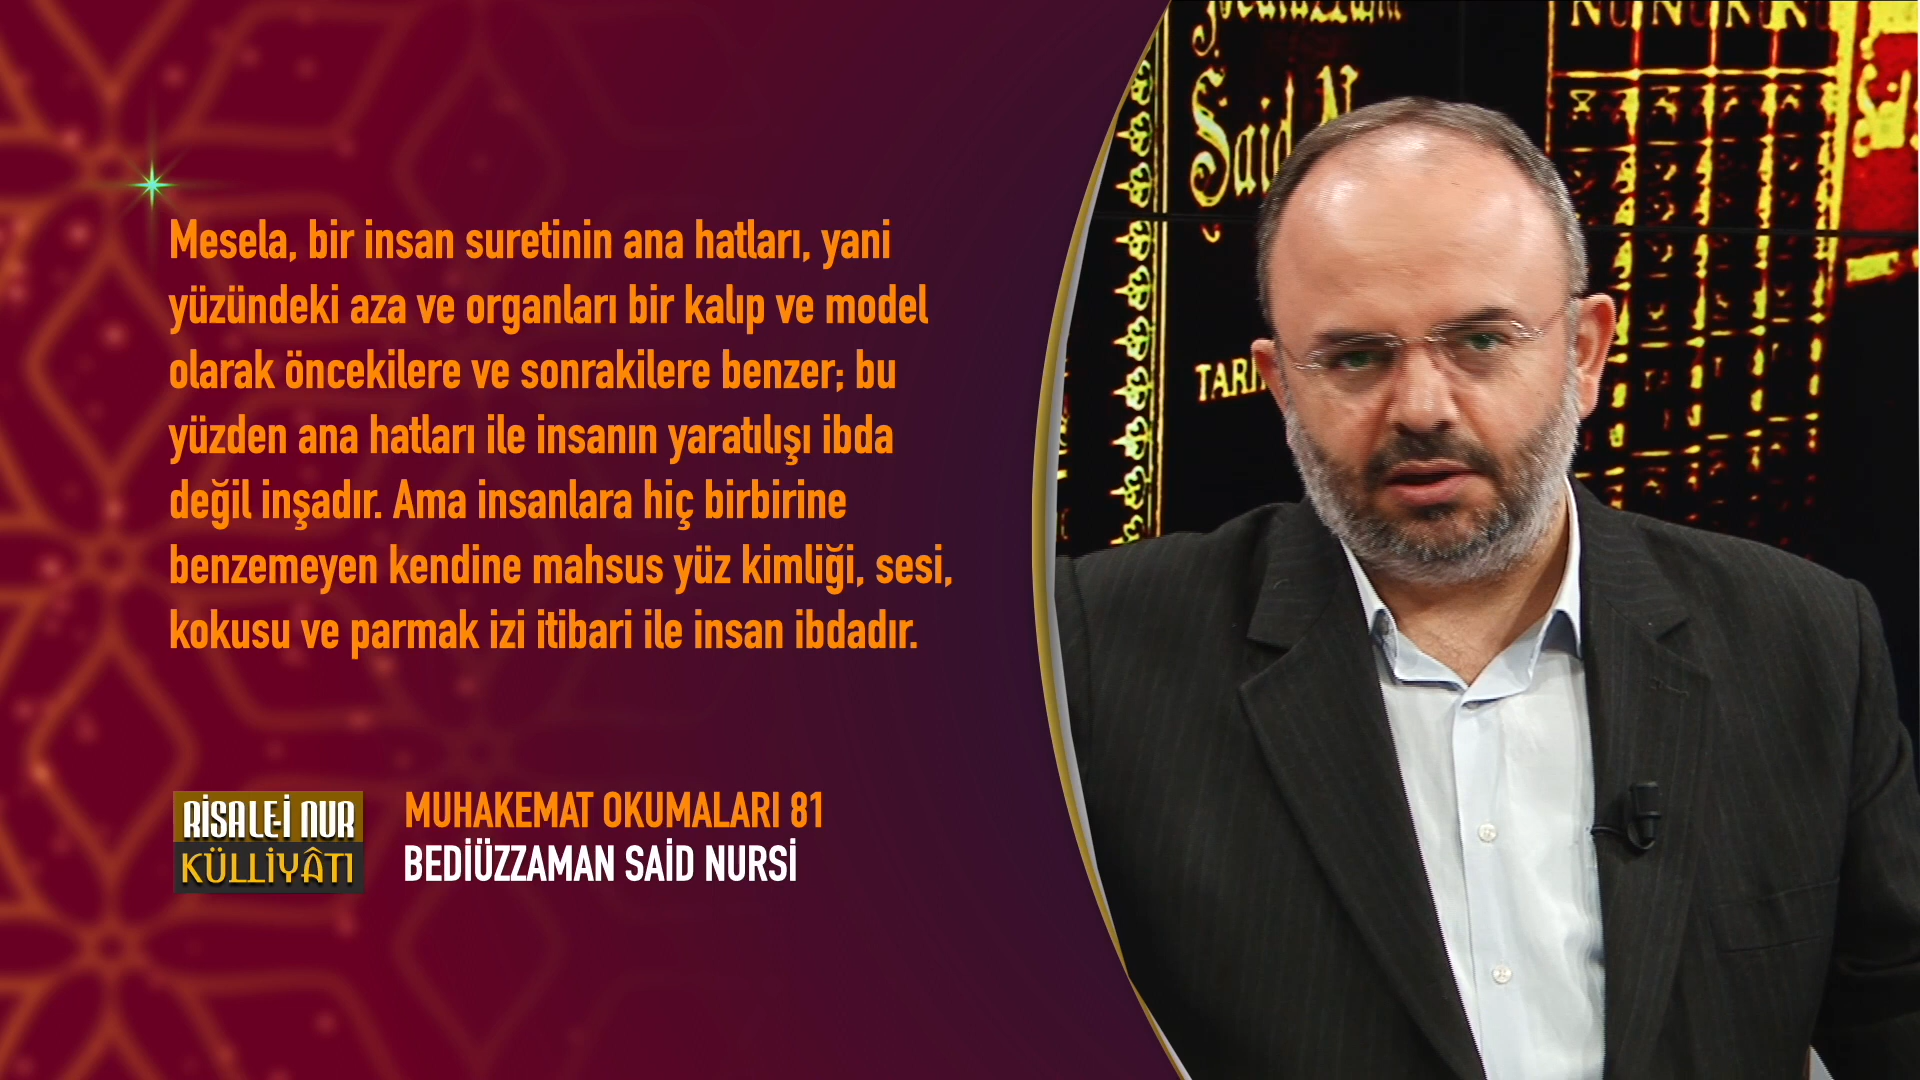 Mesela, bir insan suretinin ana hatları, yani
yüzündeki aza ve organları bir kalıp ve model
olarak öncekilere ve sonrakilere benzer; bu
yüzden ana hatları ile insanın yaratılışı ibda
değil inşadır. Ama insanlara hiç birbirine
benzemeyen kendine mahsus yüz kimliği, sesi,
kokusu ve parmak izi itibari ile insan ibdadır.
RİSALE-İ NUR
KÜLLİYÂTI
MUHAKEMAT OKUMALARI 81
BEDİÜZZAMAN SAİD NURSİ
Said